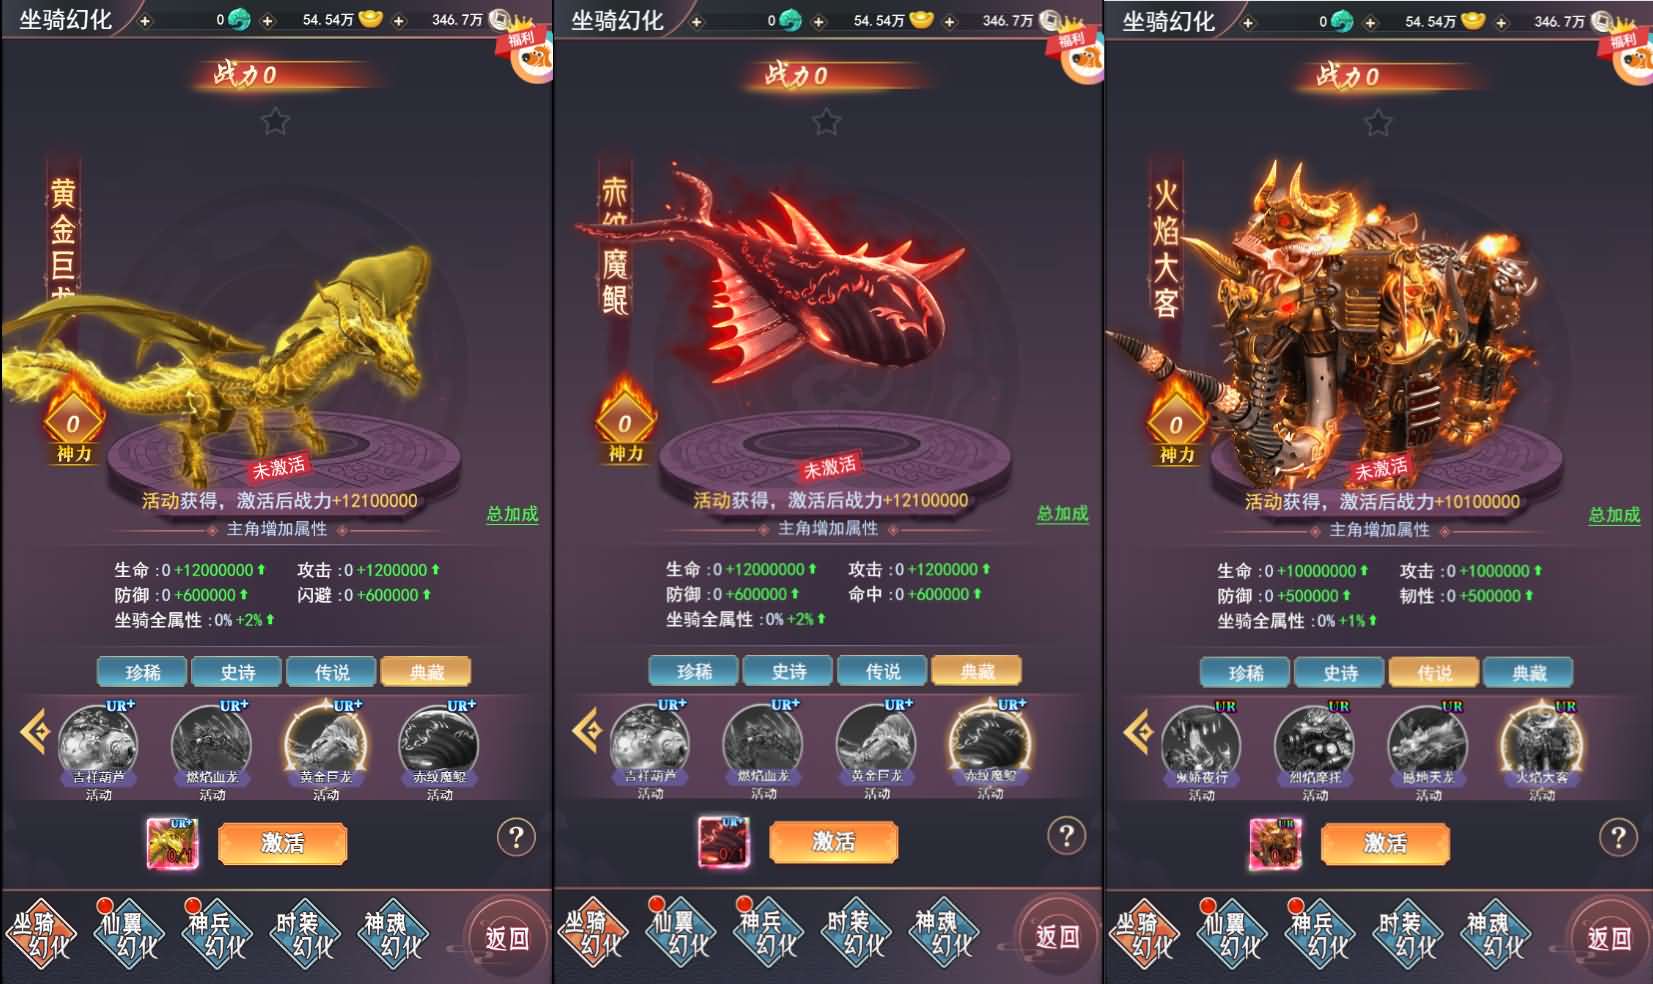 坐骑幻化
0
54.54万
346.7万
福利
战力0
黄金巨龙
0
神力
未激活
活动获得，激活后战力+12100000
总加成
主角增加属性
生命:0 +12000000 攻击:0 +1200000
防御:0 +600000 闪避:0 +600000
坐骑全属性:0% +2%
珍稀 史诗 传说 典藏
UR+ UR+ UR+ UR+
吉祥葫芦 燃焰血龙 黄金巨龙 赤纹魔鲲
活动 活动 活动 活动
UR+
0/1
激活
?
坐骑幻化 仙翼幻化 神兵幻化 时装幻化 神魂幻化
返回
坐骑幻化
0
54.54万
346.7万
福利
战力0
赤纹魔鲲
0
神力
未激活
活动获得，激活后战力+12100000
总加成
主角增加属性
生命:0 +12000000 攻击:0 +1200000
防御:0 +600000 命中:0 +600000
坐骑全属性:0% +2%
珍稀 史诗 传说 典藏
UR+ UR+ UR+ UR+
吉祥葫芦 燃焰血龙 黄金巨龙 赤纹魔鲲
活动 活动 活动 活动
UR+
0/1
激活
?
坐骑幻化 仙翼幻化 神兵幻化 时装幻化 神魂幻化
返回
坐骑幻化
0
54.54万
346.7万
福利
战力0
火焰大客
0
神力
未激活
活动获得，激活后战力+10100000
总加成
主角增加属性
生命:0 +10000000 攻击:0 +1000000
防御:0 +500000 韧性:0 +500000
坐骑全属性:0% +1%
珍稀 史诗 传说 典藏
UR UR UR UR
夜行 烈焰摩托 撼地天龙 火焰大客
活动 活动 活动 活动
UR
0/1
激活
?
坐骑幻化 仙翼幻化 神兵幻化 时装幻化 神魂幻化
返回